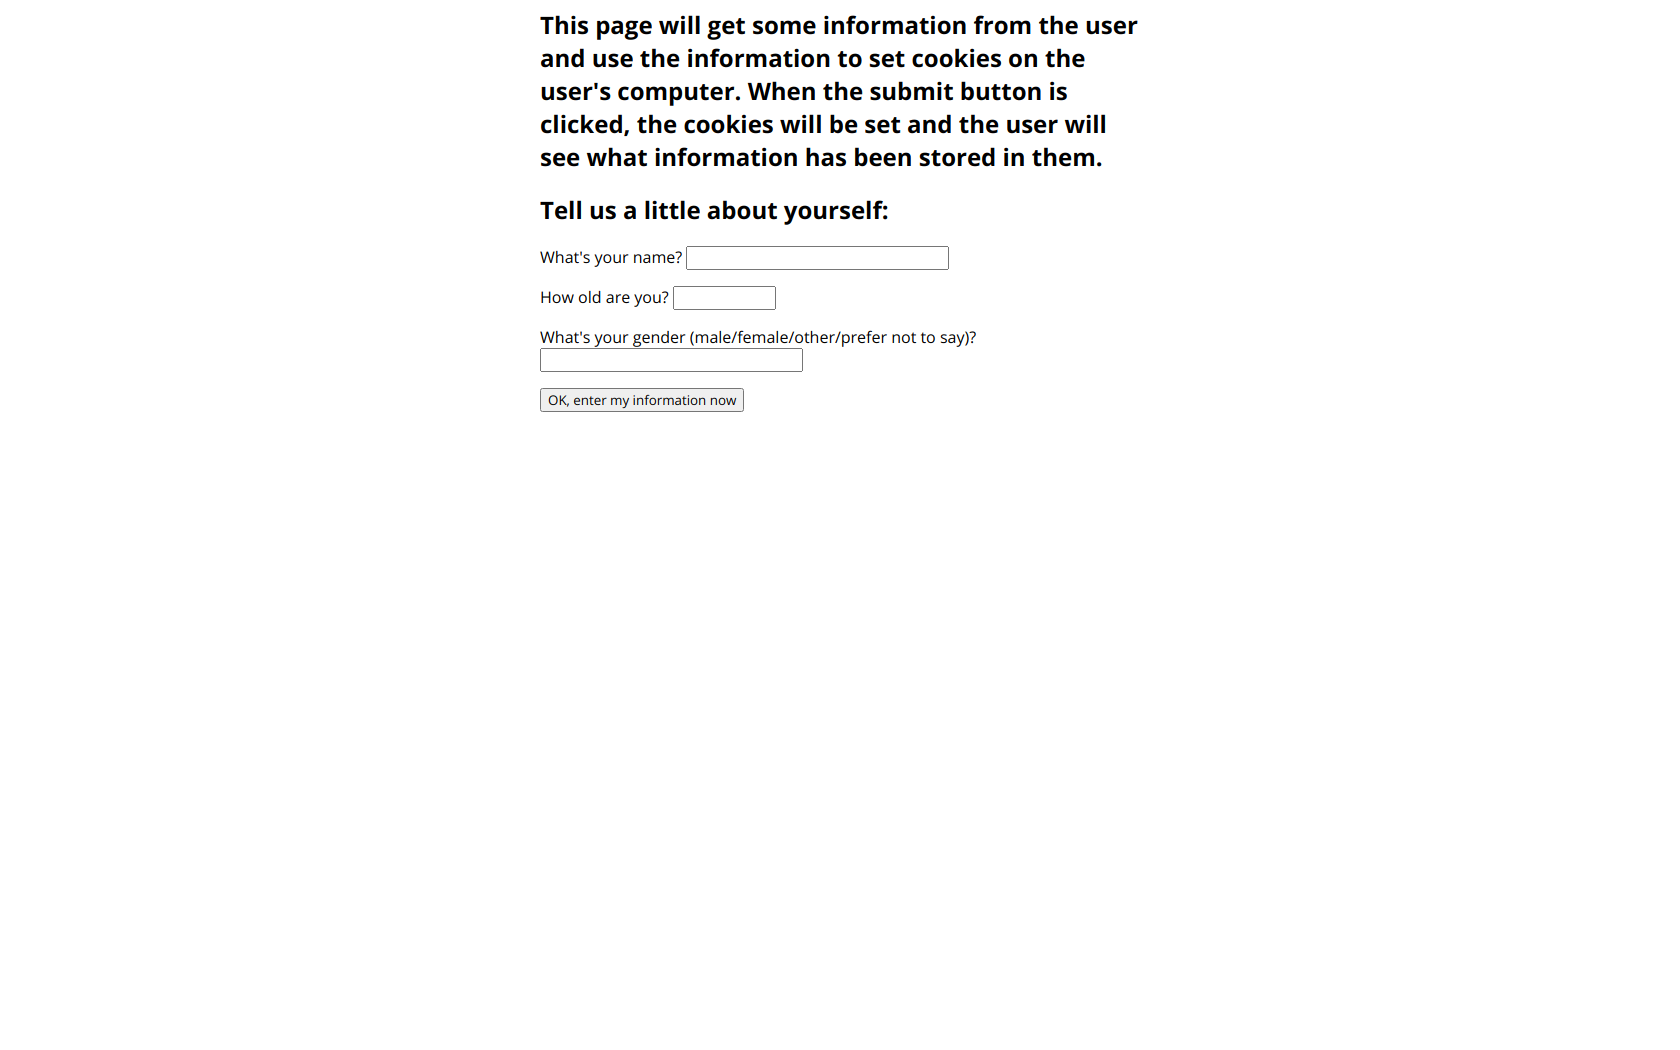 This page will get some information from the user
and use the information to set cookies on the
user's computer. When the submit button is
clicked, the cookies will be set and the user will
see what information has been stored in them.
Tell us a little about yourself:
What's your name?
How old are you?
What's your gender (male/female/other/prefer not to say)?
OK, enter my information now